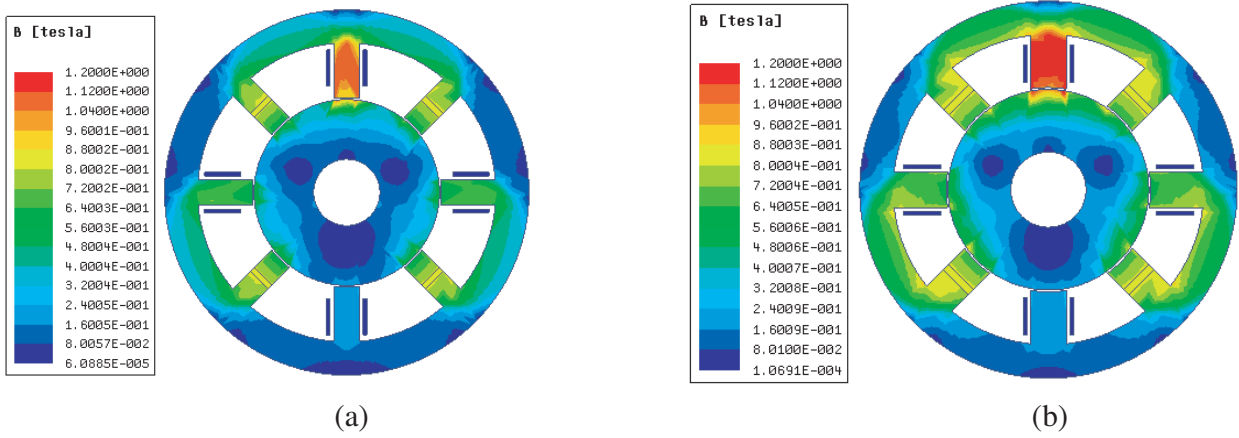 B [tesla]
1.2000E+000
1.1200E+000
1.0400E+000
9.6001E-001
8.8002E-001
8.0002E-001
7.2002E-001
6.4003E-001
5.6003E-001
4.8004E-001
4.0004E-001
3.2004E-001
2.4005E-001
1.6005E-001
8.0057E-002
6.0885E-005
(a)
B [tesla]
1.2000E+000
1.1200E+000
1.0400E+000
9.6002E-001
8.8003E-001
8.0004E-001
7.2004E-001
6.4005E-001
5.6006E-001
4.8006E-001
4.0007E-001
3.2008E-001
2.4009E-001
1.6009E-001
8.0100E-002
1.0691E-004
(b)